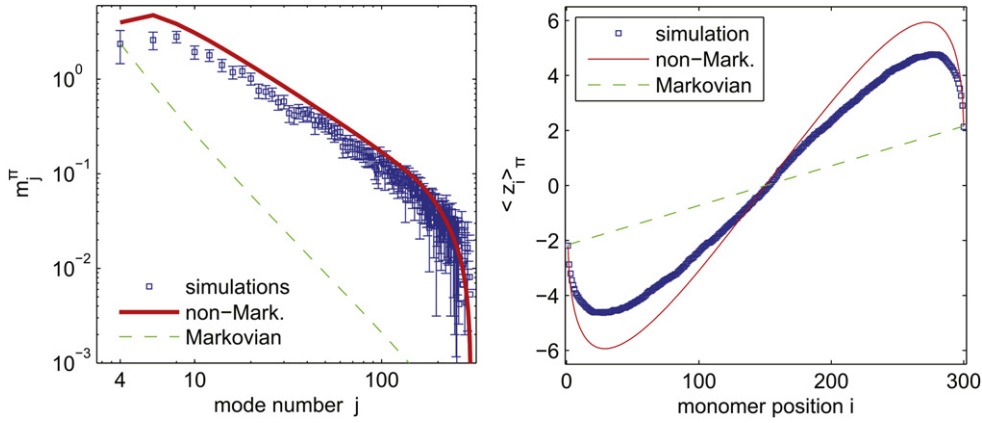 10^0
10^-1
10^-2
10^-3
m_j^π
4
10
100
mode number j
simulations
non-Mark.
Markovian
6
4
2
0
−2
−4
−6
< z_i >_π
0
100
200
300
monomer position i
simulation
non-Mark.
Markovian